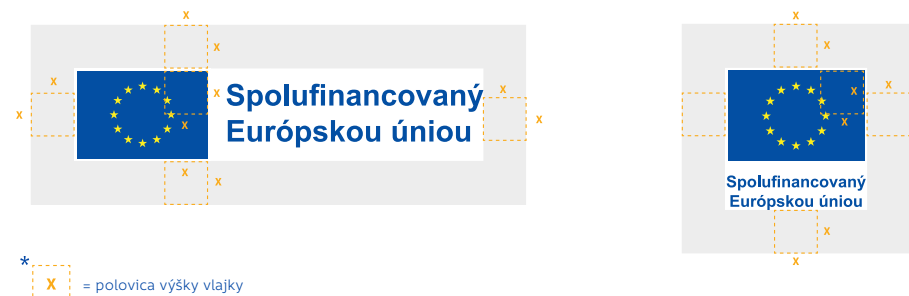 x
x
x
x
x
x
x
x
x
x
Spolufinancovaný
Európskou úniou
x
x
x
x
x
x
x
Spolufinancovaný
Európskou úniou
x
x
*
x = polovica výšky vlajky